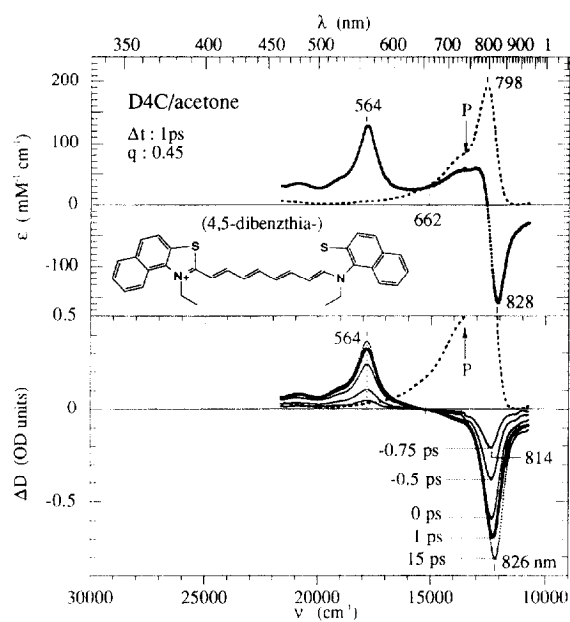 λ (nm)
350 400 450 500 600 700 800 900 1
200
100
0
-100
ε ( mM⁻¹ cm⁻¹)
D4C/acetone
Δt : 1ps
q : 0.45
564
P
798
(4,5-dibenzthia-)
662
828
S
S
N+
N
0.5
0
-0.5
ΔD (OD units)
564
P
-0.75 ps
814
-0.5 ps
0 ps
1 ps
15 ps
826 nm
30000 25000 20000 15000 10000
ν (cm⁻¹)